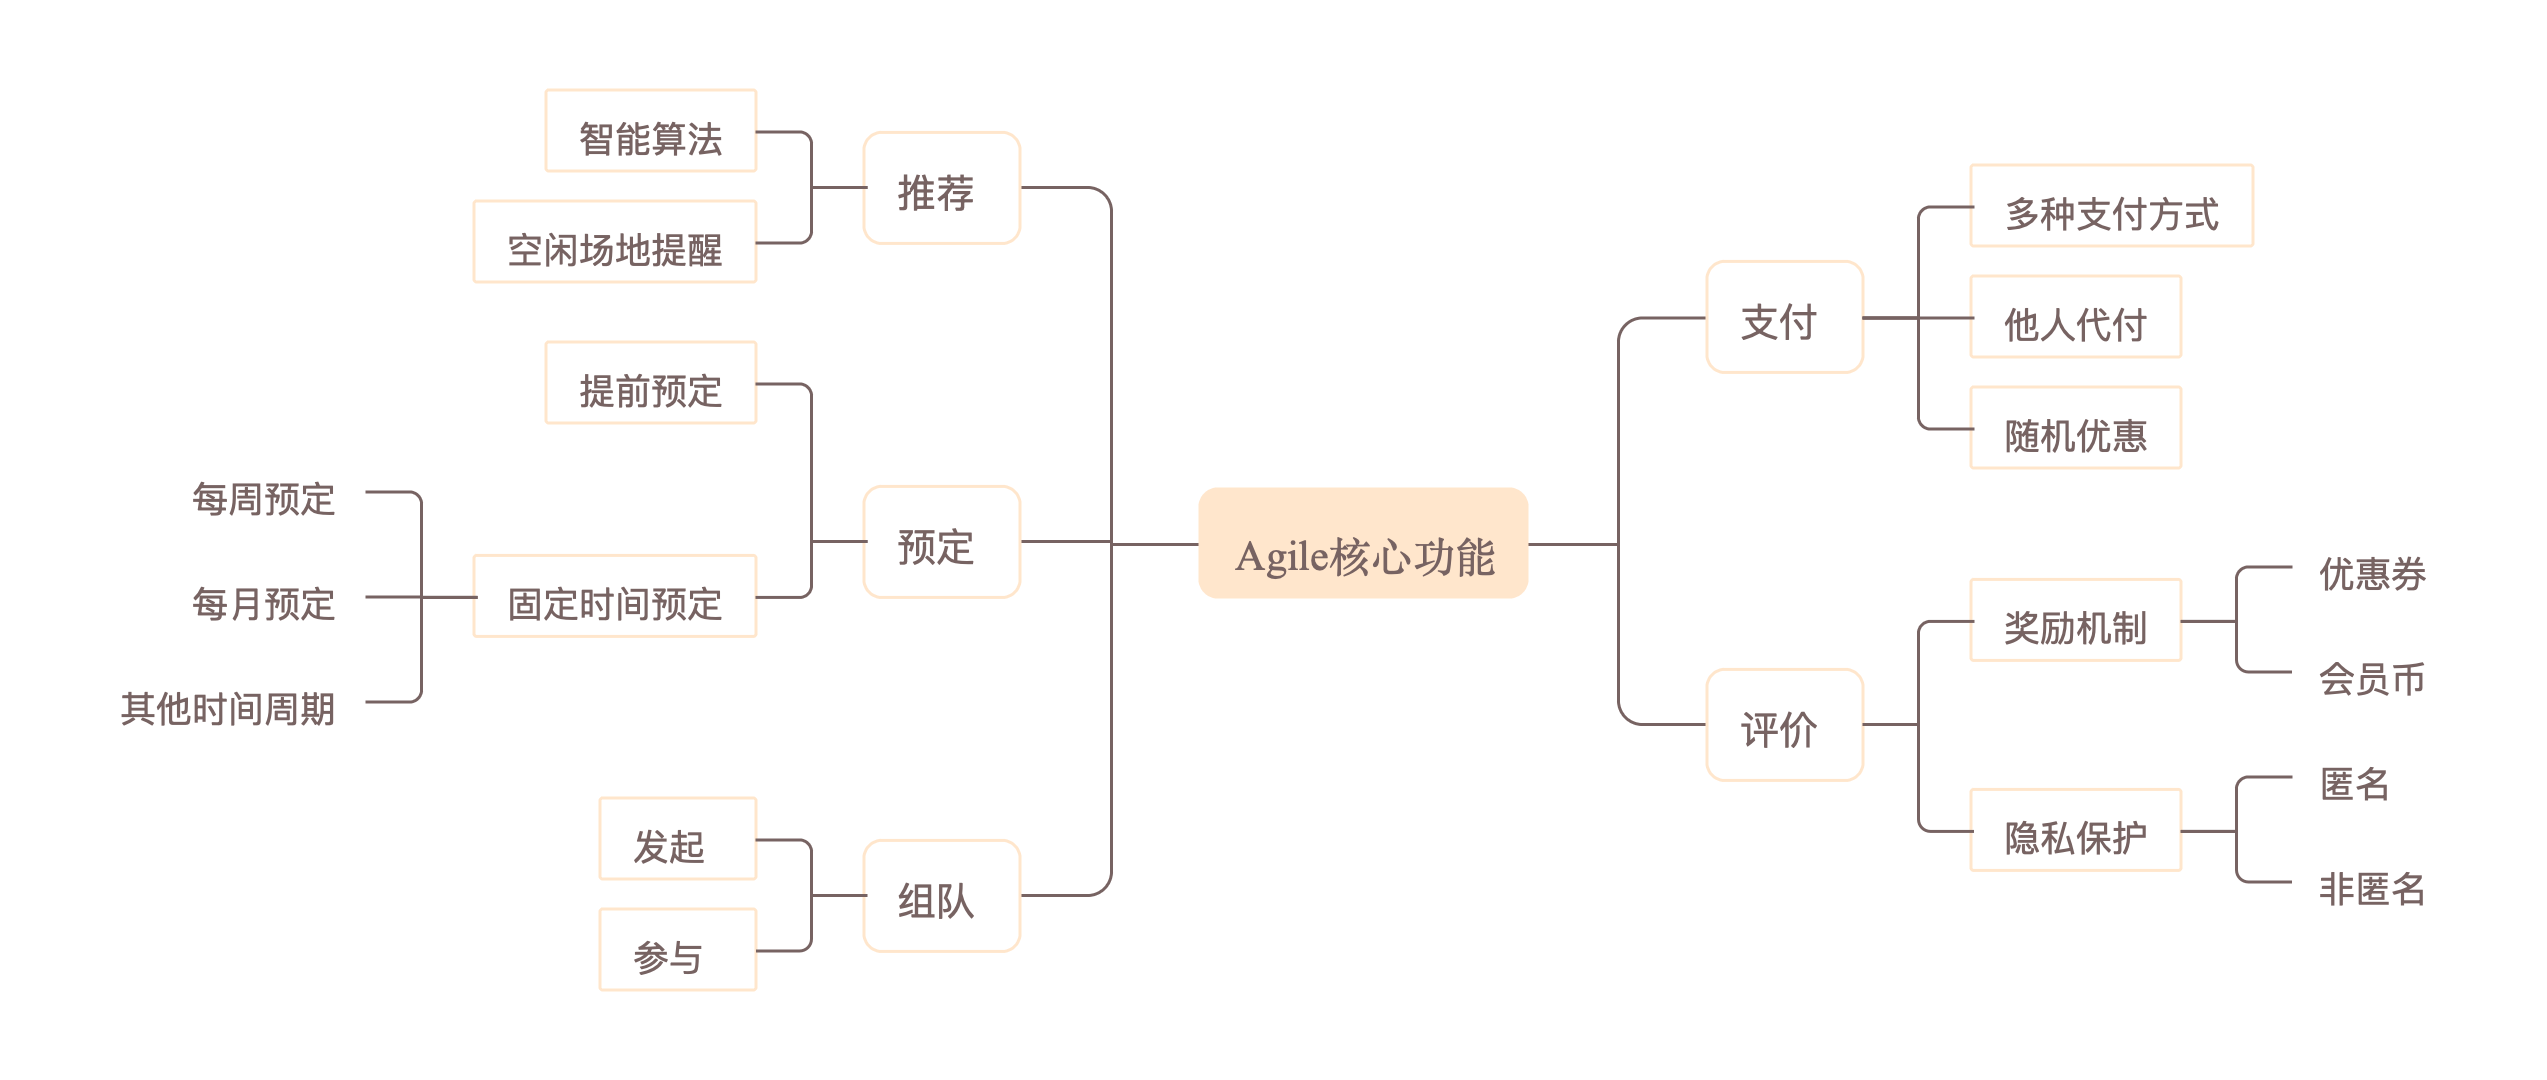 智能算法
推荐
空闲场地提醒
提前预定
预定
每周预定
每月预定
固定时间预定
其他时间周期
发起
组队
参与
Agile核心功能
多种支付方式
支付
他人代付
随机优惠
评价
奖励机制
优惠券
会员币
隐私保护
匿名
非匿名